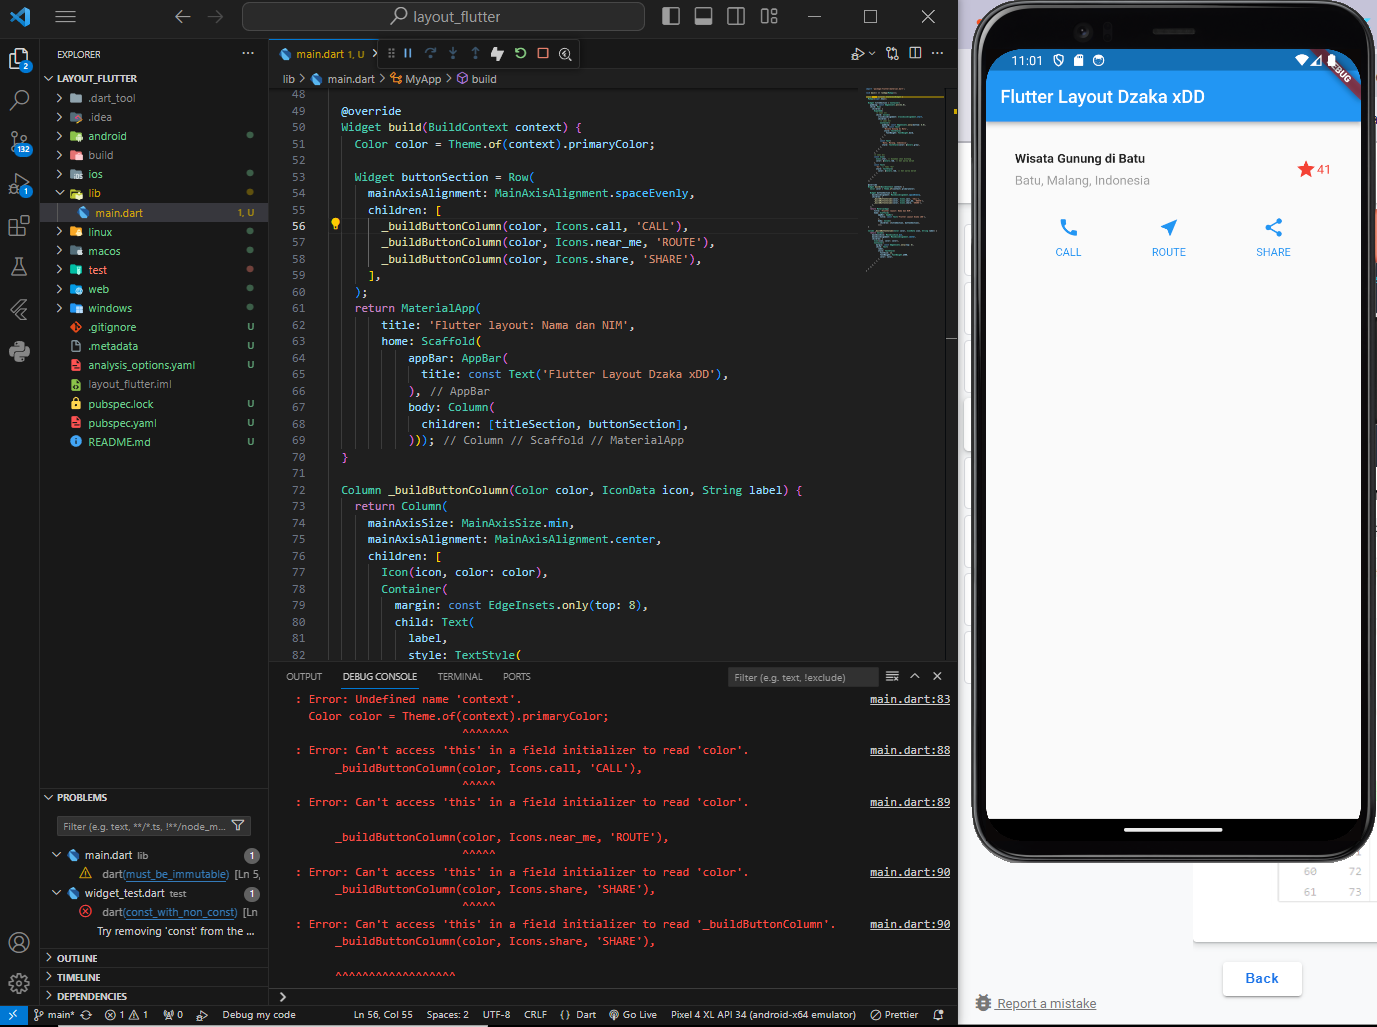 layout_flutter
EXPLORER
LAYOUT_FLUTTER
.dart_tool
.idea
android
build
ios
lib
main.dart 1, U
linux
macos
test
web
windows
.gitignore U
.metadata U
analysis_options.yaml U
layout_flutter.iml
pubspec.lock U
pubspec.yaml U
README.md U
2
132
1
PROBLEMS
Filter (e.g. text, **/*.ts, !**/node_m...
main.dart lib 1
dart(must_be_immutable) [Ln 5,
widget_test.dart test 1
dart(const_with_non_const) [Ln
Try removing 'const' from the ...
OUTLINE
TIMELINE
DEPENDENCIES
main.dart 1, U
lib > main.dart > MyApp > build
48
49 @override
50 Widget build(BuildContext context) {
51 Color color = Theme.of(context).primaryColor;
52
53 Widget buttonSection = Row(
54 mainAxisAlignment: MainAxisAlignment.spaceEvenly,
55 children: [
56 _buildButtonColumn(color, Icons.call, 'CALL'),
57 _buildButtonColumn(color, Icons.near_me, 'ROUTE'),
58 _buildButtonColumn(color, Icons.share, 'SHARE'),
59 ],
60 );
61 return MaterialApp(
62 title: 'Flutter layout: Nama dan NIM',
63 home: Scaffold(
64 appBar: AppBar(
65 title: const Text('Flutter Layout Dzaka xDD'),
66 ), // AppBar
67 body: Column(
68 children: [titleSection, buttonSection],
69 ))); // Column // Scaffold // MaterialApp
70 }
71
72 Column _buildButtonColumn(Color color, IconData icon, String label) {
73 return Column(
74 mainAxisSize: MainAxisSize.min,
75 mainAxisAlignment: MainAxisAlignment.center,
76 children: [
77 Icon(icon, color: color),
78 Container(
79 margin: const EdgeInsets.only(top: 8),
80 child: Text(
81 label,
82 style: TextStyle(
OUTPUT DEBUG CONSOLE TERMINAL PORTS Filter (e.g. text, !exclude)
: Error: Undefined name 'context'. main.dart:83
Color color = Theme.of(context).primaryColor;
^^^^^^^
: Error: Can't access 'this' in a field initializer to read 'color'. main.dart:88
_buildButtonColumn(color, Icons.call, 'CALL'),
^^^^^
: Error: Can't access 'this' in a field initializer to read 'color'. main.dart:89
_buildButtonColumn(color, Icons.near_me, 'ROUTE'),
^^^^^
: Error: Can't access 'this' in a field initializer to read 'color'. main.dart:90
_buildButtonColumn(color, Icons.share, 'SHARE'),
^^^^^
: Error: Can't access 'this' in a field initializer to read '_buildButtonColumn'. main.dart:90
_buildButtonColumn(color, Icons.share, 'SHARE'),
^^^^^^^^^^^^^^^^^^
>
main* 1 1 0 Debug my code Ln 56, Col 55 Spaces: 2 UTF-8 CRLF {} Dart Go Live Pixel 4 XL API 34 (android-x64 emulator) Prettier
11:01
DEBUG
Flutter Layout Dzaka xDD
Wisata Gunung di Batu
Batu, Malang, Indonesia
41
CALL ROUTE SHARE
60 72
61 73
Back
Report a mistake